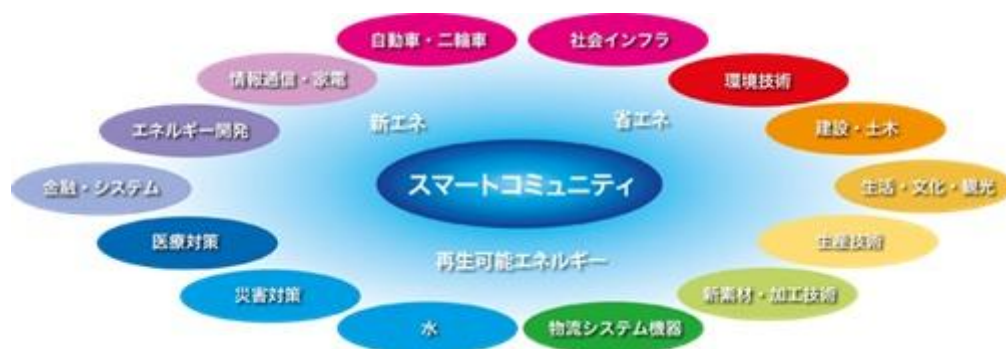 自動車・二輪車
社会インフラ
情報通信・家電
環境技術
新エネ
省エネ
エネルギー開発
建設・土木
スマートコミュニティ
金融・システム
生活・文化・観光
医療対策
生産技術
再生可能エネルギー
災害対策
新素材・加工技術
水
物流システム機器